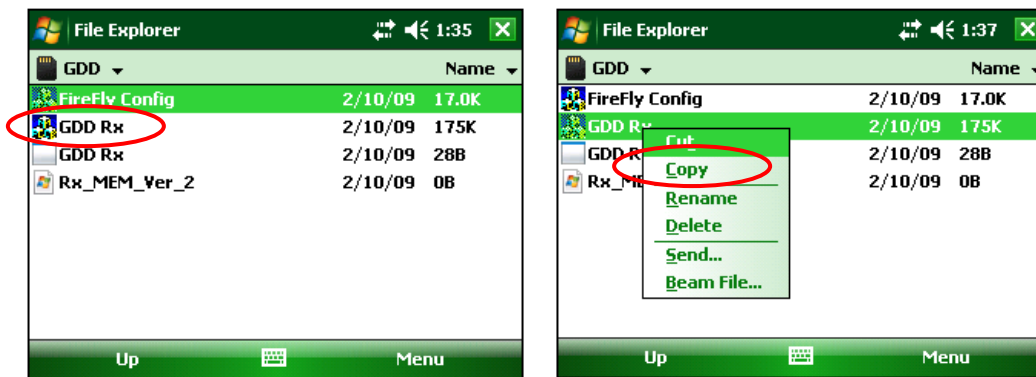 File Explorer 1:35
GDD Name
FireFly Config 2/10/09 17.0K
GDD Rx 2/10/09 175K
GDD Rx 2/10/09 28B
Rx_MEM_Ver_2 2/10/09 0B
Up Menu
File Explorer 1:37
GDD Name
FireFly Config 2/10/09 17.0K
GDD Rx 2/10/09 175K
GDD R 2/10/09 28B
Rx_ME 2/10/09 0B
Cut
Copy
Rename
Delete
Send...
Beam File...
Up Menu